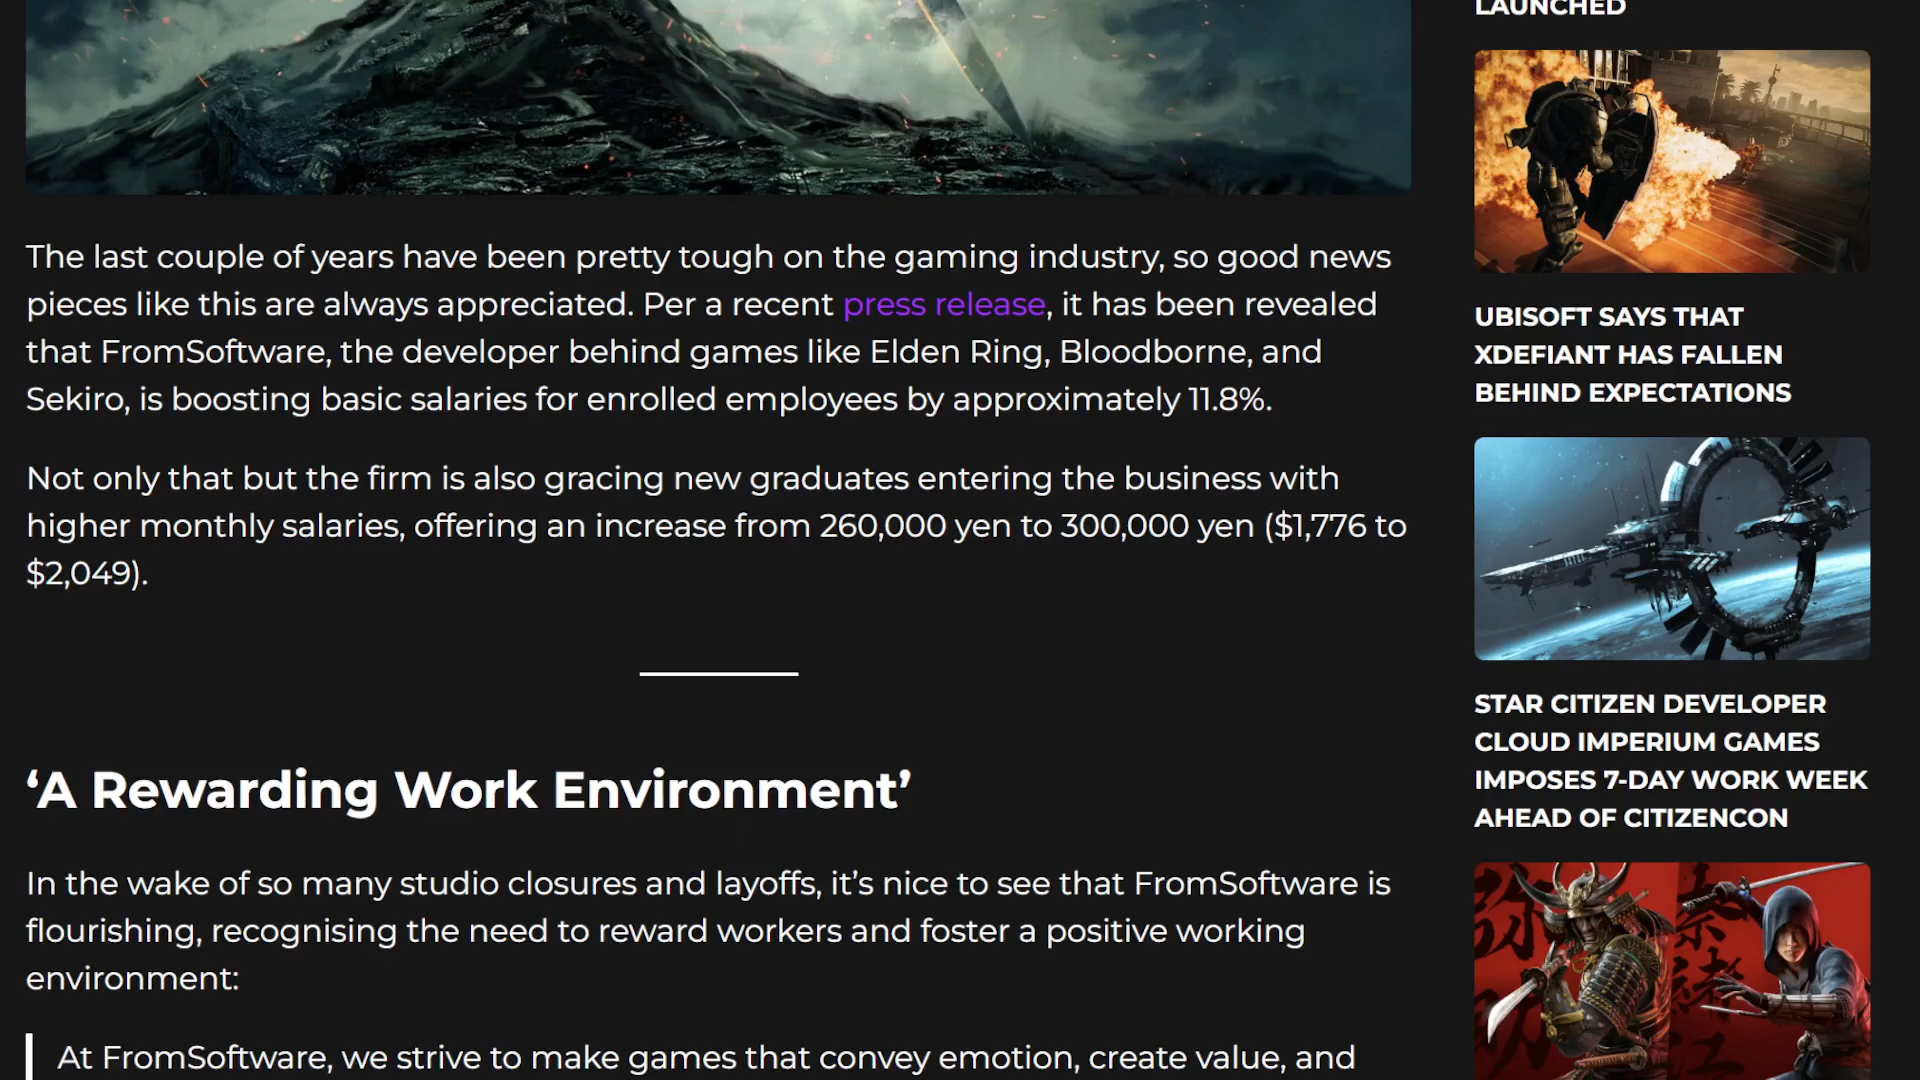 The last couple of years have been pretty tough on the gaming industry, so good news
pieces like this are always appreciated. Per a recent press release, it has been revealed
that FromSoftware, the developer behind games like Elden Ring, Bloodborne, and
Sekiro, is boosting basic salaries for enrolled employees by approximately 11.8%.
Not only that but the firm is also gracing new graduates entering the business with
higher monthly salaries, offering an increase from 260,000 yen to 300,000 yen ($1,776 to
$2,049).
‘A Rewarding Work Environment’
In the wake of so many studio closures and layoffs, it’s nice to see that FromSoftware is
flourishing, recognising the need to reward workers and foster a positive working
environment:
At FromSoftware, we strive to make games that convey emotion, create value, and
LAUNCHED
UBISOFT SAYS THAT
XDEFIANT HAS FALLEN
BEHIND EXPECTATIONS
STAR CITIZEN DEVELOPER
CLOUD IMPERIUM GAMES
IMPOSES 7-DAY WORK WEEK
AHEAD OF CITIZENCON